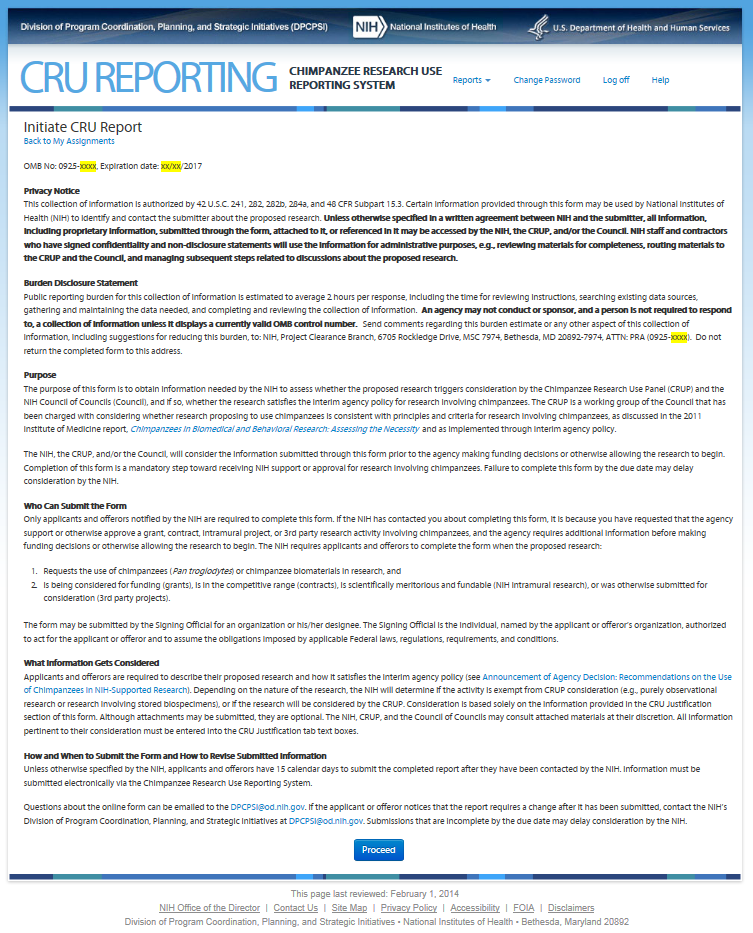 Division of Program Coordination, Planning, and Strategic Initiatives (DPCPSI) NIH National Institutes of Health U.S. Department of Health and Human Services
CRU REPORTING CHIMPANZEE RESEARCH USE REPORTING SYSTEM Reports Change Password Log off Help
Initiate CRU Report
Back to My Assignments
OMB No: 0925-xxxx, Expiration date: xx/xx/2017
Privacy Notice
This collection of information is authorized by 42 U.S.C. 241, 282, 282b, 284a, and 48 CFR Subpart 15.3. Certain information provided through this form may be used by National Institutes of
Health (NIH) to identify and contact the submitter about the proposed research. Unless otherwise specified in a written agreement between NIH and the submitter, all information,
including proprietary information, submitted through the form, attached to it, or referenced in it may be accessed by the NIH, the CRUP, and/or the Council. NIH staff and contractors
who have signed confidentiality and non-disclosure statements will use the information for administrative purposes, e.g., reviewing materials for completeness, routing materials to
the CRUP and the Council, and managing subsequent steps related to discussions about the proposed research.
Burden Disclosure Statement
Public reporting burden for this collection of information is estimated to average 2 hours per response, including the time for reviewing instructions, searching existing data sources,
gathering and maintaining the data needed, and completing and reviewing the collection of information. An agency may not conduct or sponsor, and a person is not required to respond
to, a collection of information unless it displays a currently valid OMB control number. Send comments regarding this burden estimate or any other aspect of this collection of
information, including suggestions for reducing this burden, to: NIH, Project Clearance Branch, 6705 Rockledge Drive, MSC 7974, Bethesda, MD 20892-7974, ATTN: PRA (0925-xxxx). Do not
return the completed form to this address.
Purpose
The purpose of this form is to obtain information needed by the NIH to assess whether the proposed research triggers consideration by the Chimpanzee Research Use Panel (CRUP) and the
NIH Council of Councils (Council), and if so, whether the research satisfies the interim agency policy for research involving chimpanzees. The CRUP is a working group of the Council that has
been charged with considering whether research proposing to use chimpanzees is consistent with principles and criteria for research involving chimpanzees, as discussed in the 2011
Institute of Medicine report, Chimpanzees in Biomedical and Behavioral Research: Assessing the Necessity and as implemented through interim agency policy.
The NIH, the CRUP, and/or the Council, will consider the information submitted through this form prior to the agency making funding decisions or otherwise allowing the research to begin.
Completion of this form is a mandatory step toward receiving NIH support or approval for research involving chimpanzees. Failure to complete this form by the due date may delay
consideration by the NIH.
Who Can Submit the Form
Only applicants and offerors notified by the NIH are required to complete this form. If the NIH has contacted you about completing this form, it is because you have requested that the agency
support or otherwise approve a grant, contract, intramural project, or 3rd party research activity involving chimpanzees, and the agency requires additional information before making
funding decisions or otherwise allowing the research to begin. The NIH requires applicants and offerors to complete the form when the proposed research:
1. Requests the use of chimpanzees (Pan troglodytes) or chimpanzee biomaterials in research, and
2. Is being considered for funding (grants), is in the competitive range (contracts), is scientifically meritorious and fundable (NIH intramural research), or was otherwise submitted for
consideration (3rd party projects).
The form may be submitted by the Signing Official for an organization or his/her designee. The Signing Official is the individual, named by the applicant or offeror's organization, authorized
to act for the applicant or offeror and to assume the obligations imposed by applicable Federal laws, regulations, requirements, and conditions.
What Information Gets Considered
Applicants and offerors are required to describe their proposed research and how it satisfies the interim agency policy (see Announcement of Agency Decision: Recommendations on the Use
of Chimpanzees in NIH-Supported Research). Depending on the nature of the research, the NIH will determine if the activity is exempt from CRUP consideration (e.g., purely observational
research or research involving stored biospecimens), or if the research will be considered by the CRUP. Consideration is based solely on the information provided in the CRU Justification
section of this form. Although attachments may be submitted, they are optional. The NIH, CRUP, and the Council of Councils may consult attached materials at their discretion. All information
pertinent to their consideration must be entered into the CRU Justification tab text boxes.
How and When to Submit the Form and How to Revise Submitted Information
Unless otherwise specified by the NIH, applicants and offerors have 15 calendar days to submit the completed report after they have been contacted by the NIH. Information must be
submitted electronically via the Chimpanzee Research Use Reporting System.
Questions about the online form can be emailed to the DPCPSI@od.nih.gov. If the applicant or offeror notices that the report requires a change after it has been submitted, contact the NIH's
Division of Program Coordination, Planning, and Strategic Initiatives at DPCPSI@od.nih.gov. Submissions that are incomplete by the due date may delay consideration by the NIH.
Proceed
This page last reviewed: February 1, 2014
NIH Office of the Director | Contact Us | Site Map | Privacy Policy | Accessibility | FOIA | Disclaimers
Division of Program Coordination, Planning, and Strategic Initiatives • National Institutes of Health • Bethesda, Maryland 20892